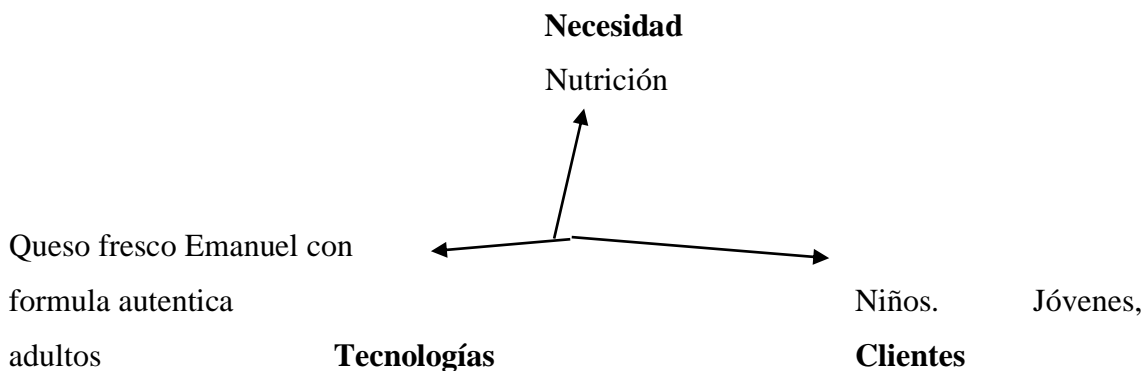 Necesidad
Nutrición
Queso fresco Emanuel con
formula autentica Niños. Jóvenes,
adultos Tecnologías Clientes